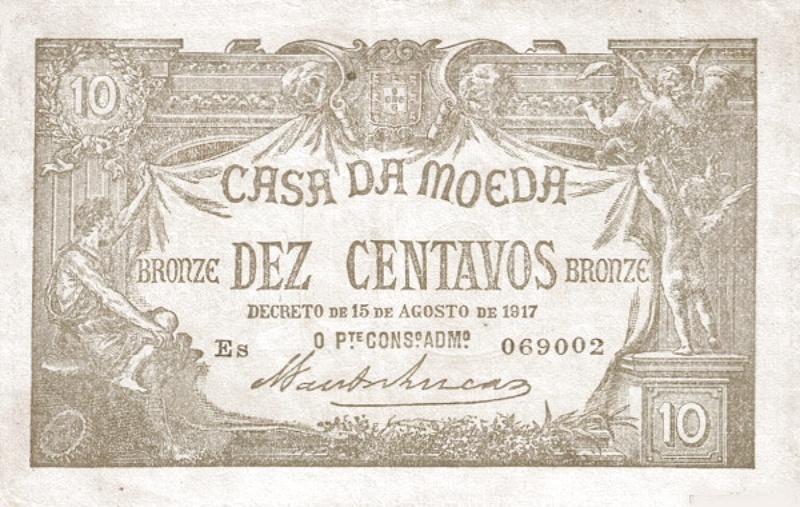 10
CASA DA MOEDA
BRONZE DEZ CENTAVOS BRONZE
DECRETO DE 15 DE AGOSTO DE 1917
O PTE CONSO ADMO
Es 069002
10